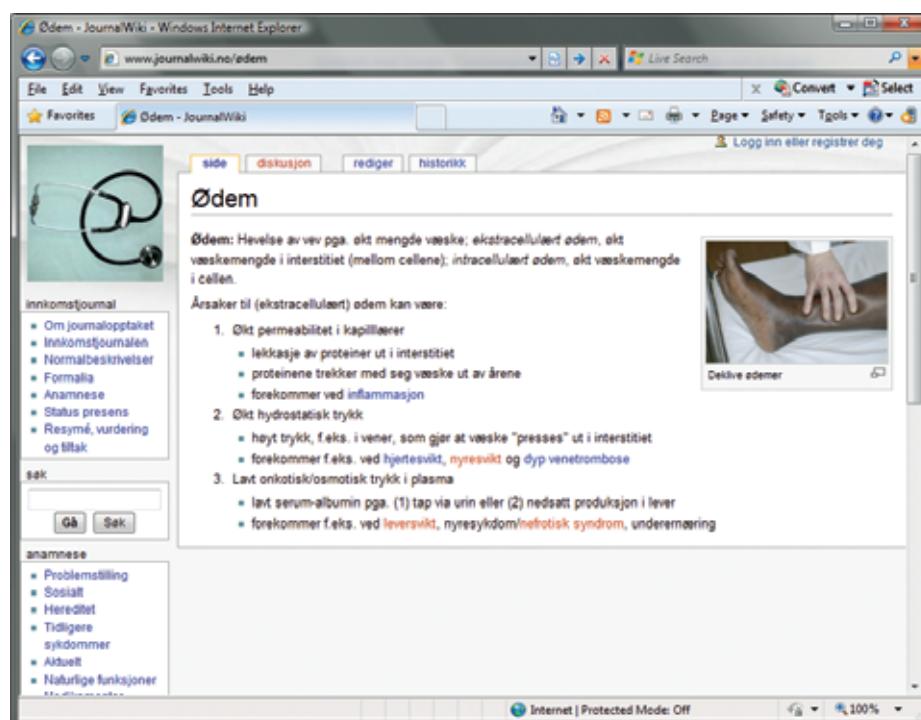 Ødem - JournalWiki - Windows Internet Explorer
www.journalwiki.no/ødem
Live Search
File Edit View Favorites Tools Help
Convert Select
Favorites Ødem - JournalWiki
Page Safety Tools
Logg inn eller registrer deg
side diskusjon rediger historikk
Ødem
Ødem: Hevelse av vev pga. økt mengde væske; ekstracellulært ødem, økt
væskemengde i interstitiet (mellom cellene); intracellulært ødem, økt væskemengde
i cellen.
Årsaker til (ekstracellulært) ødem kan være:
1. Økt permeabilitet i kapilllærer
lekkasje av proteiner ut i interstitiet
proteinene trekker med seg væske ut av årene
forekommer ved inflammasjon
2. Økt hydrostatisk trykk
høyt trykk, f.eks. i vener, som gjør at væske "presses" ut i interstitiet
forekommer f.eks. ved hjertesvikt, nyresvikt og dyp venetrombose
3. Lavt onkotisk/osmotisk trykk i plasma
lavt serum-albumin pga. (1) tap via urin eller (2) nedsatt produksjon i lever
forekommer f.eks. ved leversvikt, nyresykdom/nefrotisk syndrom, underernæring
Deklive ødemer
innkomstjournal
Om journalopptaket
Innkomstjournalen
Normalbeskrivelser
Formalia
Anamnese
Status presens
Resymé, vurdering
og tiltak
søk
Gå Søk
anamnese
Problemstilling
Sosialt
Hereditet
Tidligere
sykdommer
Aktuelt
Naturlige funksjoner
Internet | Protected Mode: Off
100%